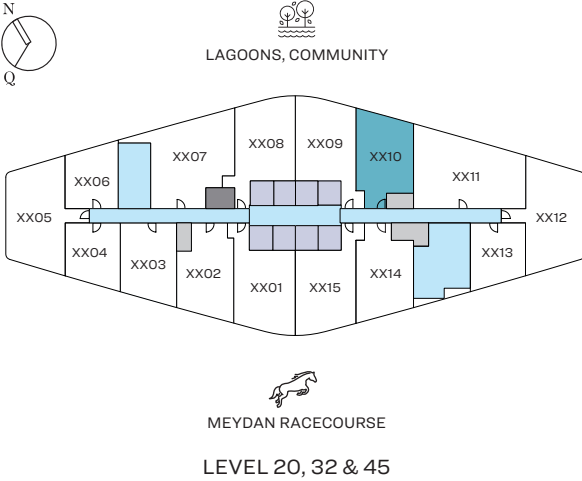 N
Q
LAGOONS, COMMUNITY
XX08
XX09
XX07
XX10
XX06
XX11
XX05
XX12
XX04
XX03
XX02
XX01
XX15
XX14
XX13
MEYDAN RACECOURSE
LEVEL 20, 32 & 45